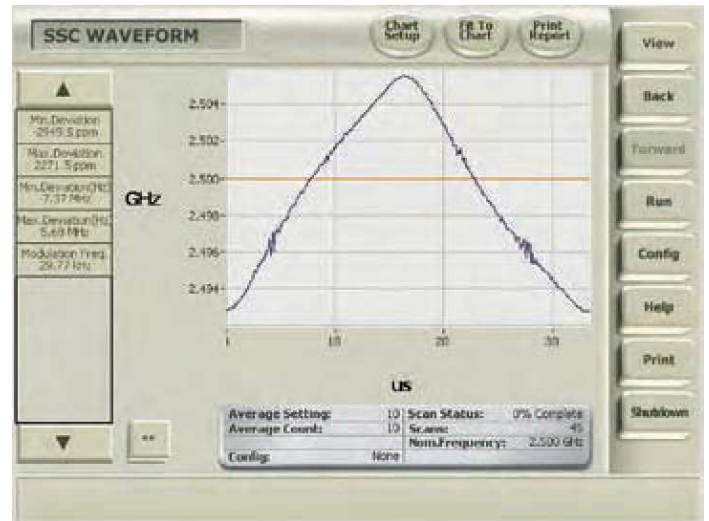 SSC WAVEFORM
Chart Setup
Fit To Chart
Print Report
View
Back
Forward
Run
Config
Help
Print
Shutdown
Min.Deviation
-2949.5 ppm
Max.Deviation
2271.5 ppm
Min.Deviation(Hz)
-7.37 MHz
Max.Deviation(Hz)
5.68 MHz
Modulation Freq.
29.77 kHz
GHz
2.504
2.502
2.500
2.498
2.496
2.494
10
20
30
us
Average Setting: 10
Average Count: 10
Config: None
Scan Status: 0% Complete
Scans: 45
Nom.Frequency: 2.500 GHz